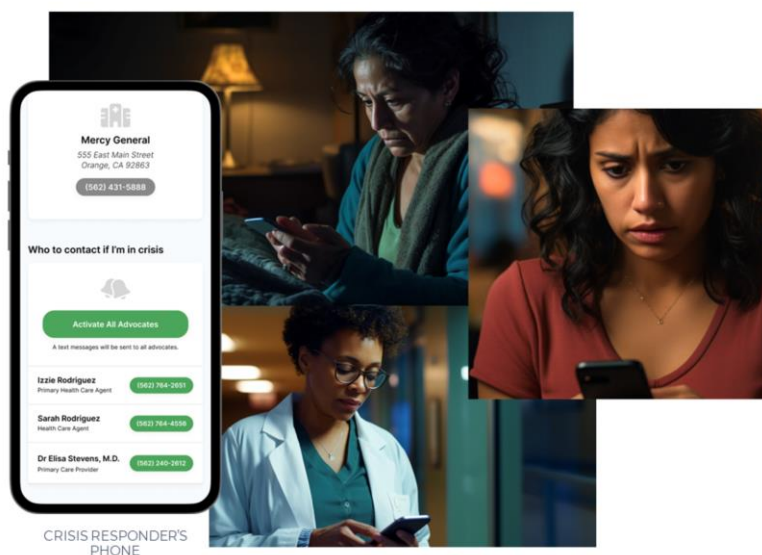 Mercy General
555 East Main Street
Orange, CA 92863
(562) 431-5888
Who to contact if I'm in crisis
Activate All Advocates
A text messages will be sent to all advocates.
Izzie Rodriguez
Primary Health Care Agent
(562) 764-2651
Sarah Rodriguez
Health Care Agent
(562) 764-4556
Dr Elisa Stevens, M.D.
Primary Care Provider
(562) 240-2612
CRISIS RESPONDER'S
PHONE